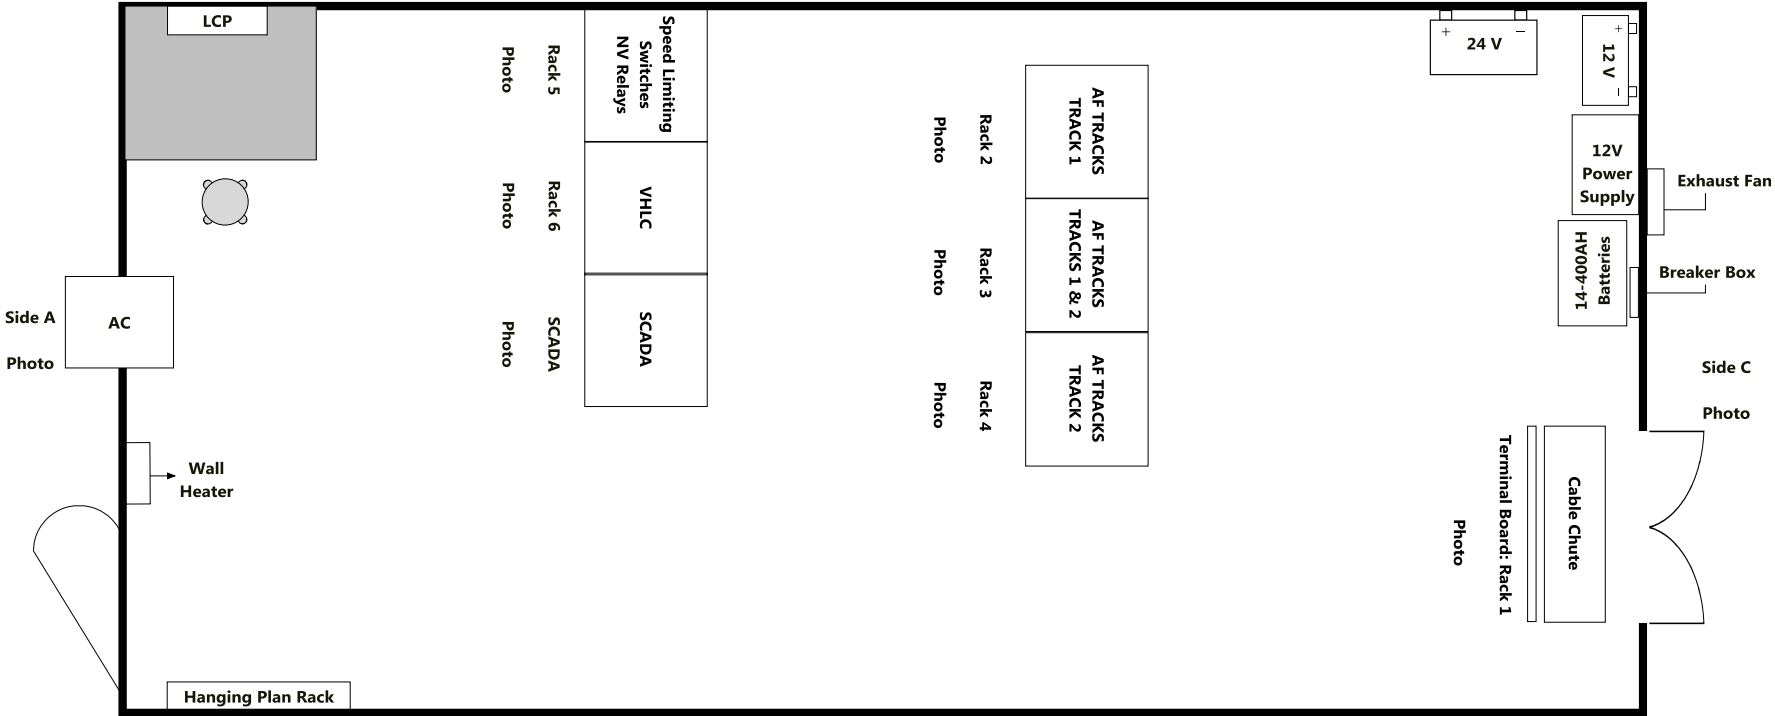 LCP
Speed Limiting
Switches
NV Relays
Rack 5
Photo
VHLC
Rack 6
Photo
SCADA
SCADA
Photo
AF TRACKS
TRACK 1
Rack 2
Photo
AF TRACKS
TRACKS 1 & 2
Rack 3
Photo
AF TRACKS
TRACK 2
Rack 4
Photo
24 V
+ −
12 V
+ −
12V
Power
Supply
Exhaust Fan
Batteries
14-400AH
Breaker Box
Side A
Photo
AC
Side C
Photo
Wall
Heater
Cable Chute
Terminal Board: Rack 1
Photo
Hanging Plan Rack